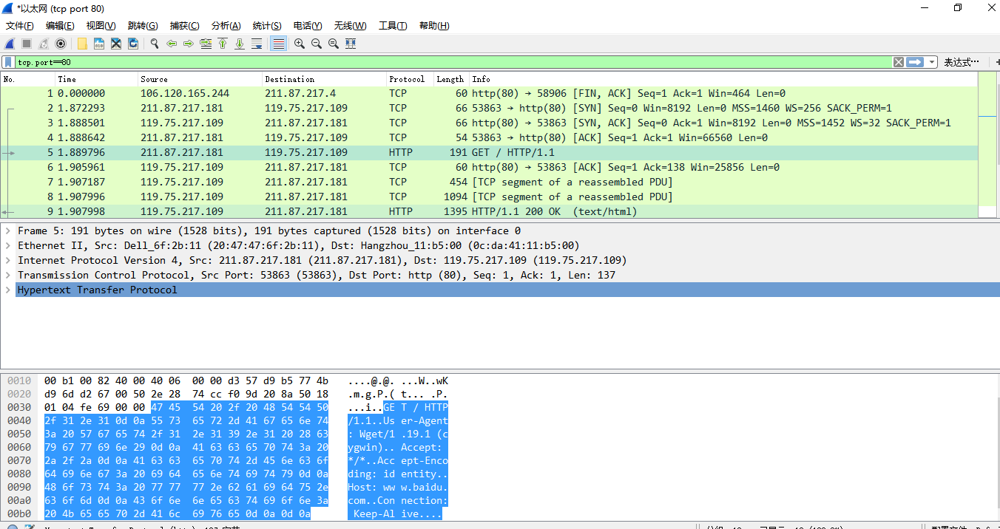 *以太网 (tcp port 80)
文件(F) 编辑(E) 视图(V) 跳转(G) 捕获(C) 分析(A) 统计(S) 电话(Y) 无线(W) 工具(T) 帮助(H)
tcp.port==80 表达式… +
No. Time Source Destination Protocol Length Info
1 0.000000 106.120.165.244 211.87.217.4 TCP 60 http(80) → 58906 [FIN, ACK] Seq=1 Ack=1 Win=464 Len=0
2 1.872293 211.87.217.181 119.75.217.109 TCP 66 53863 → http(80) [SYN] Seq=0 Win=8192 Len=0 MSS=1460 WS=256 SACK_PERM=1
3 1.888501 119.75.217.109 211.87.217.181 TCP 66 http(80) → 53863 [SYN, ACK] Seq=0 Ack=1 Win=8192 Len=0 MSS=1452 WS=32 SACK_PERM=1
4 1.888642 211.87.217.181 119.75.217.109 TCP 54 53863 → http(80) [ACK] Seq=1 Ack=1 Win=66560 Len=0
5 1.889796 211.87.217.181 119.75.217.109 HTTP 191 GET / HTTP/1.1
6 1.905961 119.75.217.109 211.87.217.181 TCP 60 http(80) → 53863 [ACK] Seq=1 Ack=138 Win=25856 Len=0
7 1.907187 119.75.217.109 211.87.217.181 TCP 454 [TCP segment of a reassembled PDU]
8 1.907996 119.75.217.109 211.87.217.181 TCP 1094 [TCP segment of a reassembled PDU]
9 1.907998 119.75.217.109 211.87.217.181 HTTP 1395 HTTP/1.1 200 OK (text/html)
Frame 5: 191 bytes on wire (1528 bits), 191 bytes captured (1528 bits) on interface 0
Ethernet II, Src: Dell_6f:2b:11 (20:47:47:6f:2b:11), Dst: Hangzhou_11:b5:00 (0c:da:41:11:b5:00)
Internet Protocol Version 4, Src: 211.87.217.181 (211.87.217.181), Dst: 119.75.217.109 (119.75.217.109)
Transmission Control Protocol, Src Port: 53863 (53863), Dst Port: http (80), Seq: 1, Ack: 1, Len: 137
Hypertext Transfer Protocol
0010 00 b1 00 82 40 00 40 06 00 00 d3 57 d9 b5 77 4b ....@.@. ...W..wK
0020 d9 6d d2 67 00 50 2e 28 74 cc f0 9d 20 8a 50 18 .m.g.P.( t... .P.
0030 01 04 fe 69 00 00 47 45 54 20 2f 20 48 54 54 50 ...i..GE T / HTTP
0040 2f 31 2e 31 0d 0a 55 73 65 72 2d 41 67 65 6e 74 /1.1..Us er-Agent
0050 3a 20 57 67 65 74 2f 31 2e 31 39 2e 31 20 28 63 : Wget/1 .19.1 (c
0060 79 67 77 69 6e 29 0d 0a 41 63 63 65 70 74 3a 20 ygwin).. Accept:
0070 2a 2f 2a 0d 0a 41 63 63 65 70 74 2d 45 6e 63 6f */*..Acc ept-Enco
0080 64 69 6e 67 3a 20 69 64 65 6e 74 69 74 79 0d 0a ding: id entity..
0090 48 6f 73 74 3a 20 77 77 77 2e 62 61 69 64 75 2e Host: ww w.baidu.
00a0 63 6f 6d 0d 0a 43 6f 6e 6e 65 63 74 69 6f 6e 3a com..Con nection:
00b0 20 4b 65 65 70 2d 41 6c 69 76 65 0d 0a 0d 0a Keep-Al ive....